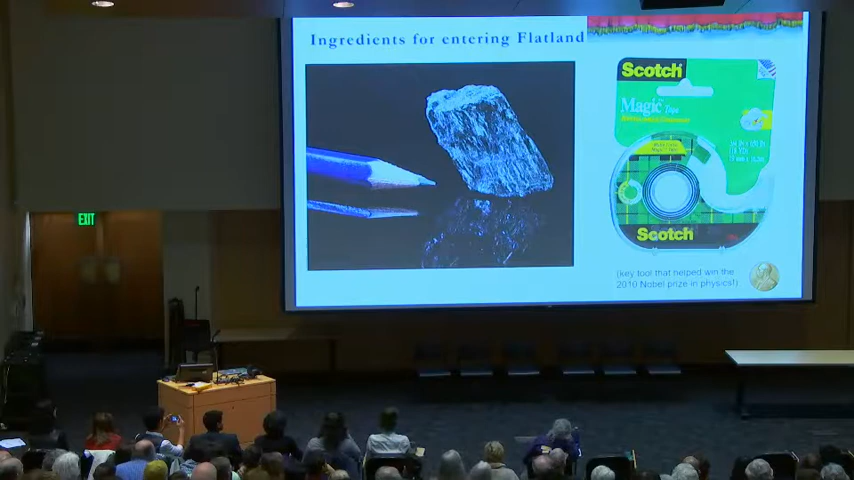 Ingredients for entering Flatland
Scotch
Magic Tape
Scotch
(key tool that helped win the
2010 Nobel prize in physics!)
EXIT